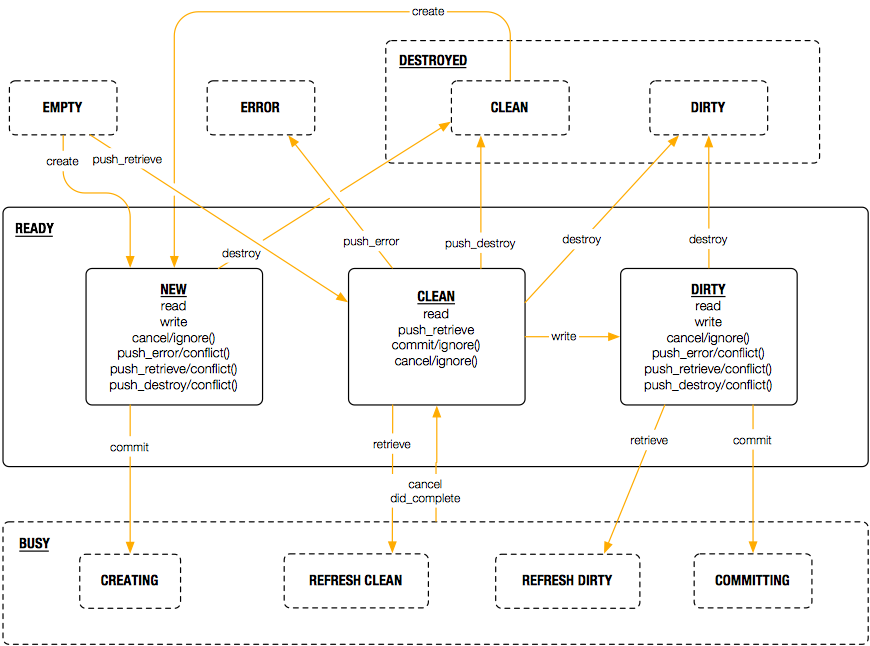 create
DESTROYED
EMPTY
ERROR
CLEAN
DIRTY
create
push_retrieve
READY
destroy
push_error
push_destroy
destroy
destroy
NEW
read
write
cancel/ignore()
push_error/conflict()
push_retrieve/conflict()
push_destroy/conflict()
CLEAN
read
push_retrieve
commit/ignore()
cancel/ignore()
write
DIRTY
read
write
cancel/ignore()
push_error/conflict()
push_retrieve/conflict()
push_destroy/conflict()
commit
retrieve
cancel
did_complete
retrieve
commit
BUSY
CREATING
REFRESH CLEAN
REFRESH DIRTY
COMMITTING